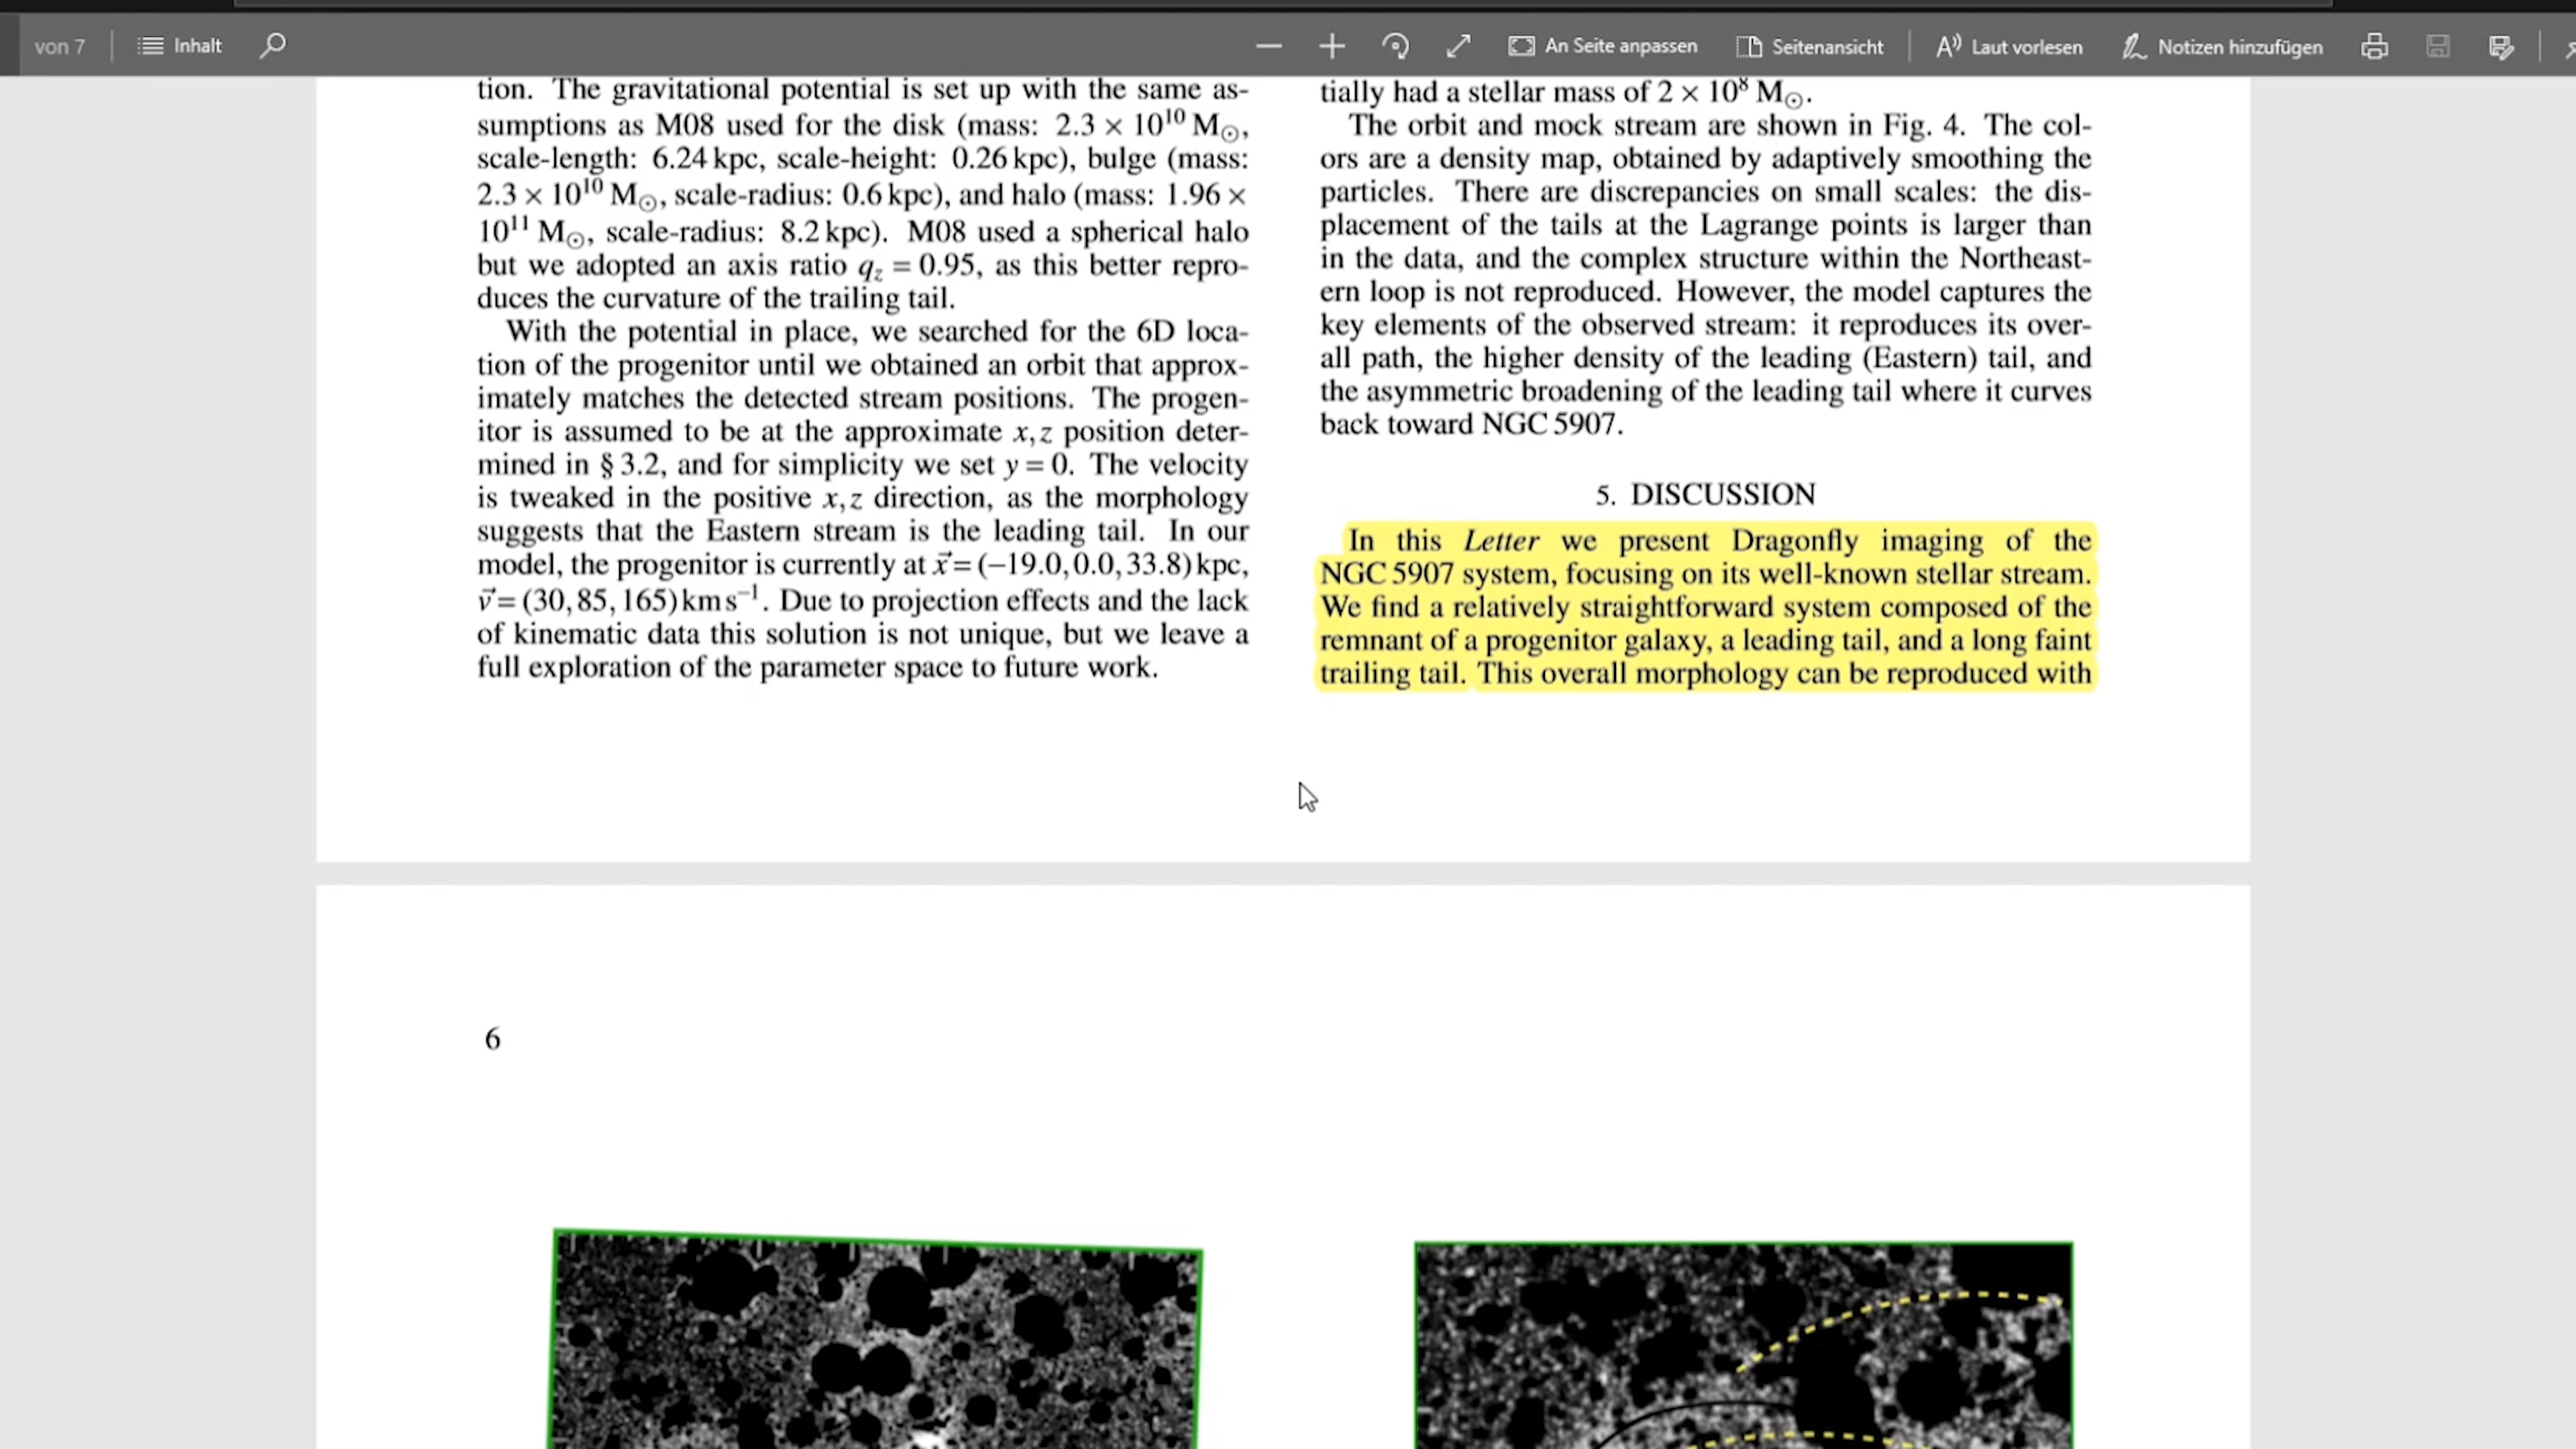 von 7
Inhalt
An Seite anpassen
Seitenansicht
Laut vorlesen
Notizen hinzufügen
tion. The gravitational potential is set up with the same as-
sumptions as M08 used for the disk (mass: 2.3 × 10¹⁰ M⊙,
scale-length: 6.24 kpc, scale-height: 0.26 kpc), bulge (mass:
2.3 × 10¹⁰ M⊙, scale-radius: 0.6 kpc), and halo (mass: 1.96 ×
10¹¹ M⊙, scale-radius: 8.2 kpc). M08 used a spherical halo
but we adopted an axis ratio q_z = 0.95, as this better repro-
duces the curvature of the trailing tail.
With the potential in place, we searched for the 6D loca-
tion of the progenitor until we obtained an orbit that approx-
imately matches the detected stream positions. The progen-
itor is assumed to be at the approximate x, z position deter-
mined in § 3.2, and for simplicity we set y = 0. The velocity
is tweaked in the positive x, z direction, as the morphology
suggests that the Eastern stream is the leading tail. In our
model, the progenitor is currently at x⃗ = (−19.0, 0.0, 33.8) kpc,
v⃗ = (30, 85, 165) km s⁻¹. Due to projection effects and the lack
of kinematic data this solution is not unique, but we leave a
full exploration of the parameter space to future work.
tially had a stellar mass of 2 × 10⁸ M⊙.
The orbit and mock stream are shown in Fig. 4. The col-
ors are a density map, obtained by adaptively smoothing the
particles. There are discrepancies on small scales: the dis-
placement of the tails at the Lagrange points is larger than
in the data, and the complex structure within the Northeast-
ern loop is not reproduced. However, the model captures the
key elements of the observed stream: it reproduces its over-
all path, the higher density of the leading (Eastern) tail, and
the asymmetric broadening of the leading tail where it curves
back toward NGC 5907.
5. DISCUSSION
In this Letter we present Dragonfly imaging of the
NGC 5907 system, focusing on its well-known stellar stream.
We find a relatively straightforward system composed of the
remnant of a progenitor galaxy, a leading tail, and a long faint
trailing tail. This overall morphology can be reproduced with
6